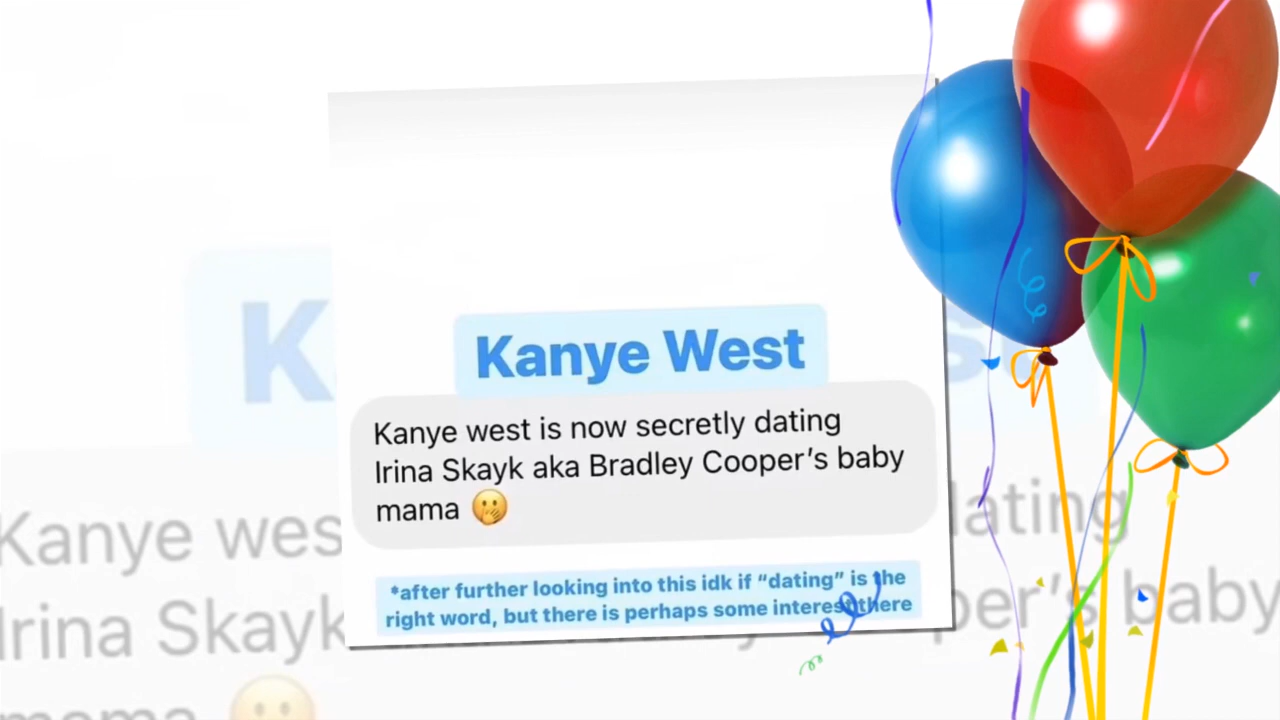 Kanye West
Kanye west is now secretly dating
Irina Skayk aka Bradley Cooper’s baby
mama 🤭
*after further looking into this idk if “dating” is the
right word, but there is perhaps some interest there